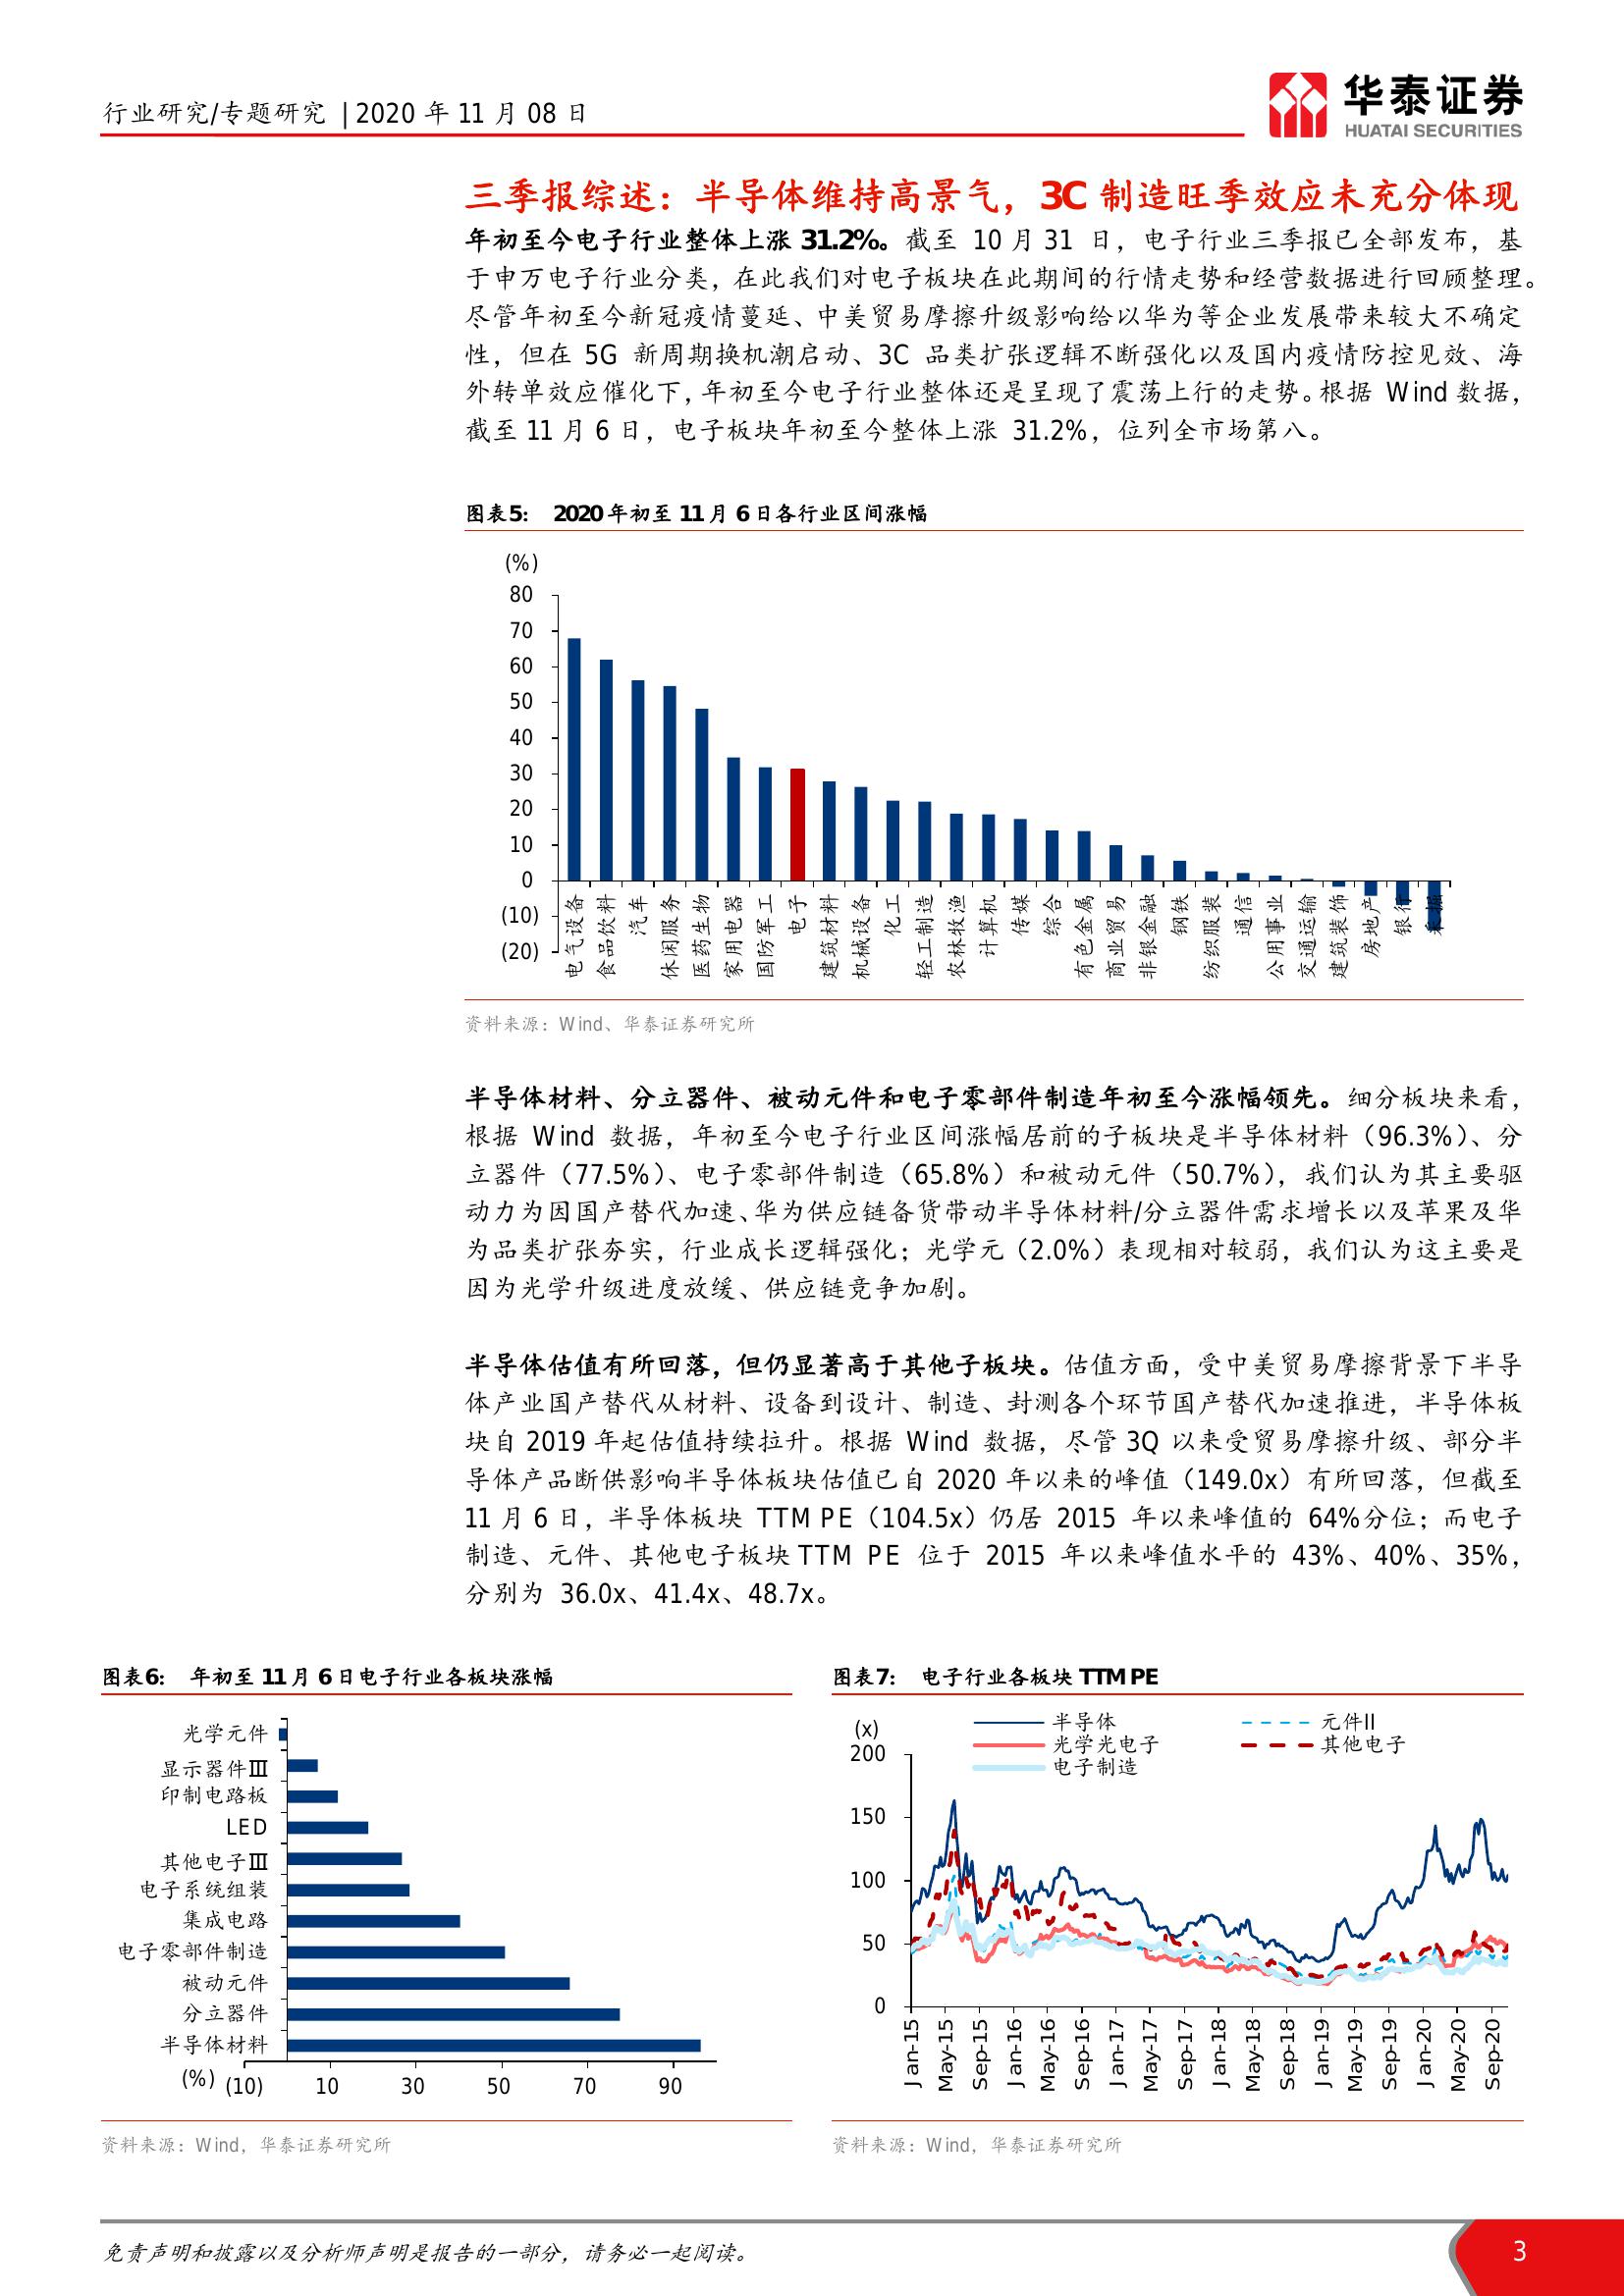 行业研究/专题研究 | 2020 年 11 月 08 日
华泰证券
HUATAI SECURITIES
三季报综述：半导体维持高景气，3C 制造旺季效应未充分体现
年初至今电子行业整体上涨 31.2%。截至 10 月 31 日，电子行业三季报已全部发布，基
于申万电子行业分类，在此我们对电子板块在此期间的行情走势和经营数据进行回顾整理。
尽管年初至今新冠疫情蔓延、中美贸易摩擦升级影响给以华为等企业发展带来较大不确定
性，但在 5G 新周期换机潮启动、3C 品类扩张逻辑不断强化以及国内疫情防控见效、海
外转单效应催化下，年初至今电子行业整体还是呈现了震荡上行的走势。根据 Wind 数据，
截至 11 月 6 日，电子板块年初至今整体上涨 31.2%，位列全市场第八。
图表5： 2020 年初至 11 月 6 日各行业区间涨幅
(%)
80
70
60
50
40
30
20
10
0
(10)
(20)
电气设备
食品饮料
汽车
休闲服务
医药生物
家用电器
国防军工
电子
建筑材料
机械设备
化工
轻工制造
农林牧渔
计算机
传媒
综合
有色金属
商业贸易
非银金融
钢铁
纺织服装
通信
公用事业
交通运输
建筑装饰
房地产
银行
资料来源：Wind、华泰证券研究所
半导体材料、分立器件、被动元件和电子零部件制造年初至今涨幅领先。细分板块来看，
根据 Wind 数据，年初至今电子行业区间涨幅居前的子板块是半导体材料（96.3%）、分
立器件（77.5%）、电子零部件制造（65.8%）和被动元件（50.7%），我们认为其主要驱
动力为因国产替代加速、华为供应链备货带动半导体材料/分立器件需求增长以及苹果及华
为品类扩张夯实，行业成长逻辑强化；光学元（2.0%）表现相对较弱，我们认为这主要是
因为光学升级进度放缓、供应链竞争加剧。
半导体估值有所回落，但仍显著高于其他子板块。估值方面，受中美贸易摩擦背景下半导
体产业国产替代从材料、设备到设计、制造、封测各个环节国产替代加速推进，半导体板
块自 2019 年起估值持续拉升。根据 Wind 数据，尽管 3Q 以来受贸易摩擦升级、部分半
导体产品断供影响半导体板块估值已自 2020 年以来的峰值（149.0x）有所回落，但截至
11 月 6 日，半导体板块 TTM PE（104.5x）仍居 2015 年以来峰值的 64%分位；而电子
制造、元件、其他电子板块 TTM PE 位于 2015 年以来峰值水平的 43%、40%、35%，
分别为 36.0x、41.4x、48.7x。
图表6： 年初至 11 月 6 日电子行业各板块涨幅
光学元件
显示器件III
印制电路板
LED
其他电子III
电子系统组装
集成电路
电子零部件制造
被动元件
分立器件
半导体材料
(%) (10) 10 30 50 70 90
资料来源：Wind，华泰证券研究所
图表7： 电子行业各板块 TTM PE
(x)
半导体
元件II
光学光电子
其他电子
电子制造
200
150
100
50
0
Jan-15
May-15
Sep-15
Jan-16
May-16
Sep-16
Jan-17
May-17
Sep-17
Jan-18
May-18
Sep-18
Jan-19
May-19
Sep-19
Jan-20
May-20
Sep-20
资料来源：Wind，华泰证券研究所
免责声明和披露以及分析师声明是报告的一部分，请务必一起阅读。
3